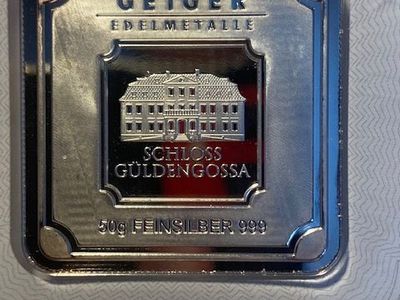 GEIGER
EDELMETALLE
SCHLOSS
GÜLDENGOSSA
50g FEINSILBER 999